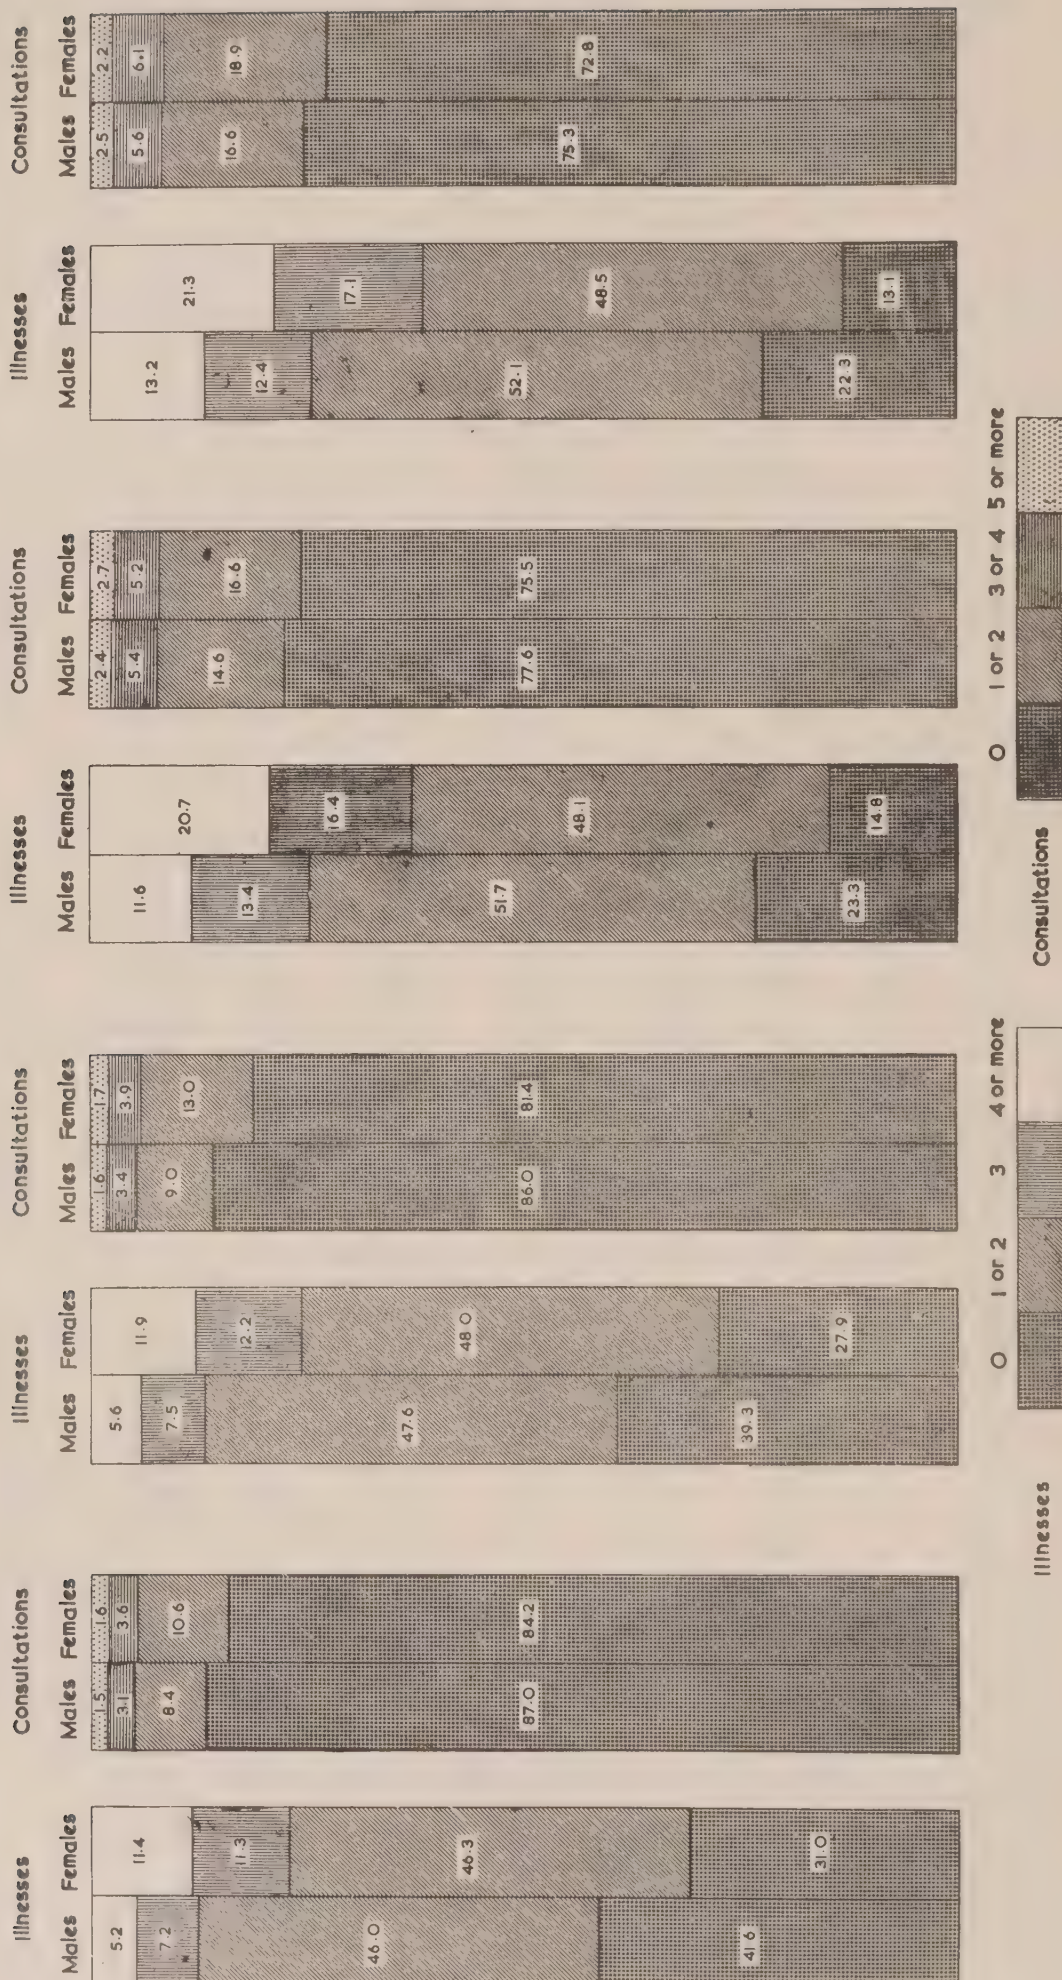 Illnesses Consultations Illnesses Consultations Illnesses Consultations Illnesses Consultations
Males Females Males Females Males Females Males Females Males Females Males Females Males Females Males Females
5.2 11.4 1.5 1.6 5.6 11.9 1.6 1.7 11.6 20.7 2.4 2.7 13.2 21.3 2.5 2.2
7.2 11.3 3.1 3.6 7.5 12.2 3.4 3.9 13.4 16.4 5.4 5.2 12.4 17.1 5.6 6.1
46.0 46.3 8.4 10.6 47.6 48.0 9.0 13.0 51.7 48.1 14.6 16.6 52.1 48.5 16.6 18.9
41.6 31.0 87.0 84.2 39.3 27.9 86.0 81.4 23.3 14.8 77.6 75.5 22.3 13.1 75.3 72.8
0 1 or 2 3 4 or more 0 1 or 2 3 or 4 5 or more
Illnesses Consultations